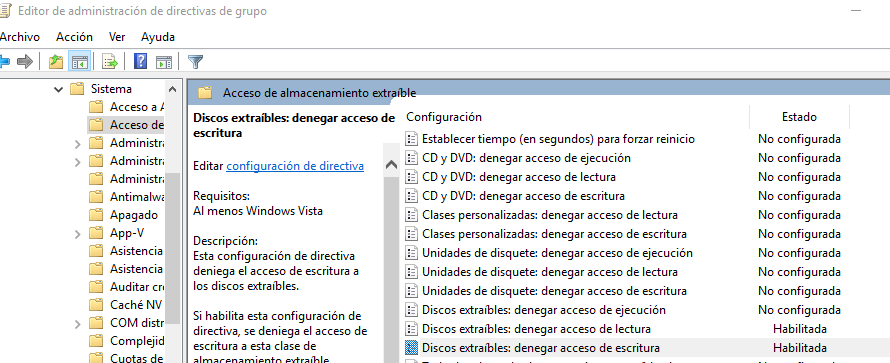 Editor de administración de directivas de grupo
Archivo Acción Ver Ayuda
Sistema
Acceso a
Acceso de
Administra
Administra
Antimalwa
Apagado
App-V
Asistencia
Asistencia
Auditar cre
Caché NV
COM distr
Complejid
Cuotas de
Acceso de almacenamiento extraíble
Discos extraíbles: denegar acceso de
escritura
Editar configuración de directiva
Requisitos:
Al menos Windows Vista
Descripción:
Esta configuración de directiva
deniega el acceso de escritura a
los discos extraíbles.
Si habilita esta configuración de
directiva, se deniega el acceso de
escritura a esta clase de
almacenamiento extraíble
Configuración Estado
Establecer tiempo (en segundos) para forzar reinicio No configurada
CD y DVD: denegar acceso de ejecución No configurada
CD y DVD: denegar acceso de lectura No configurada
CD y DVD: denegar acceso de escritura No configurada
Clases personalizadas: denegar acceso de lectura No configurada
Clases personalizadas: denegar acceso de escritura No configurada
Unidades de disquete: denegar acceso de ejecución No configurada
Unidades de disquete: denegar acceso de lectura No configurada
Unidades de disquete: denegar acceso de escritura No configurada
Discos extraíbles: denegar acceso de ejecución No configurada
Discos extraíbles: denegar acceso de lectura Habilitada
Discos extraíbles: denegar acceso de escritura Habilitada